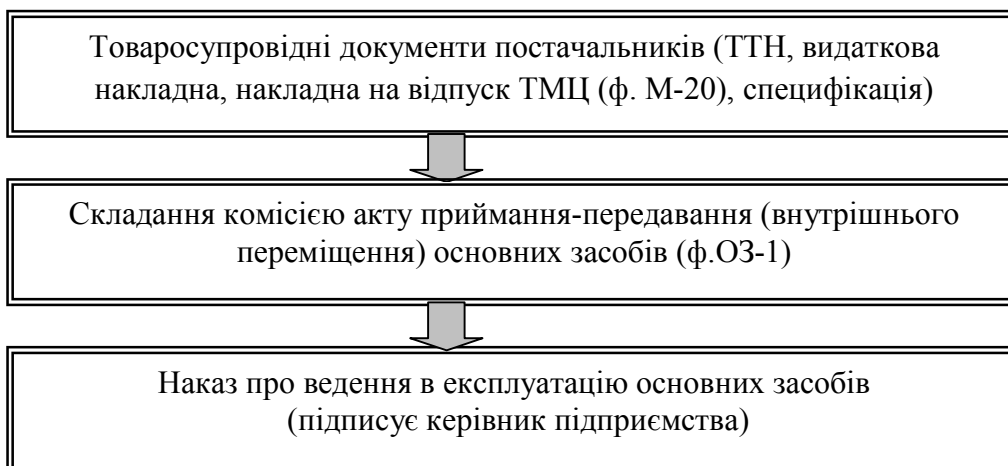 Товаросупровідні документи постачальників (ТТН, видаткова
накладна, накладна на відпуск ТМЦ (ф. М-20), специфікація)
Складання комісією акту приймання-передавання (внутрішнього
переміщення) основних засобів (ф.ОЗ-1)
Наказ про ведення в експлуатацію основних засобів
(підписує керівник підприємства)